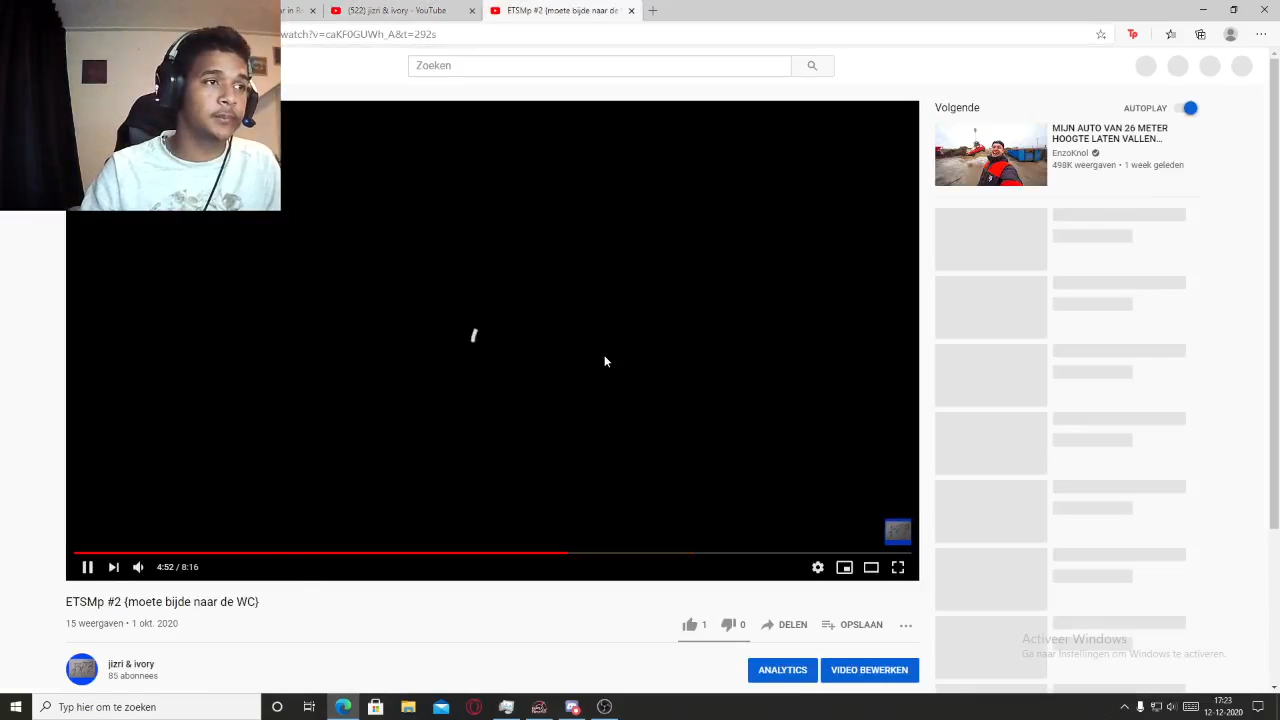 ar in R
(522) jizri & ivory - YouTube
ETSMp #2 {moete bijde naar de
watch?v=caKF0GUWh_A&t=292s
Zoeken
Volgende
AUTOPLAY
MIJN AUTO VAN 26 METER
HOOGTE LATEN VALLEN...
EnzoKnol
498K weergaven • 1 week geleden
4:52 / 8:16
ETSMp #2 {moete bijde naar de WC}
15 weergaven • 1 okt. 2020
1
0
DELEN
OPSLAAN
jizri & ivory
85 abonnees
ANALYTICS
VIDEO BEWERKEN
Activeer Windows
Ga naar Instellingen om Windows te activeren.
Typ hier om te zoeken
17:23
12-12-2020